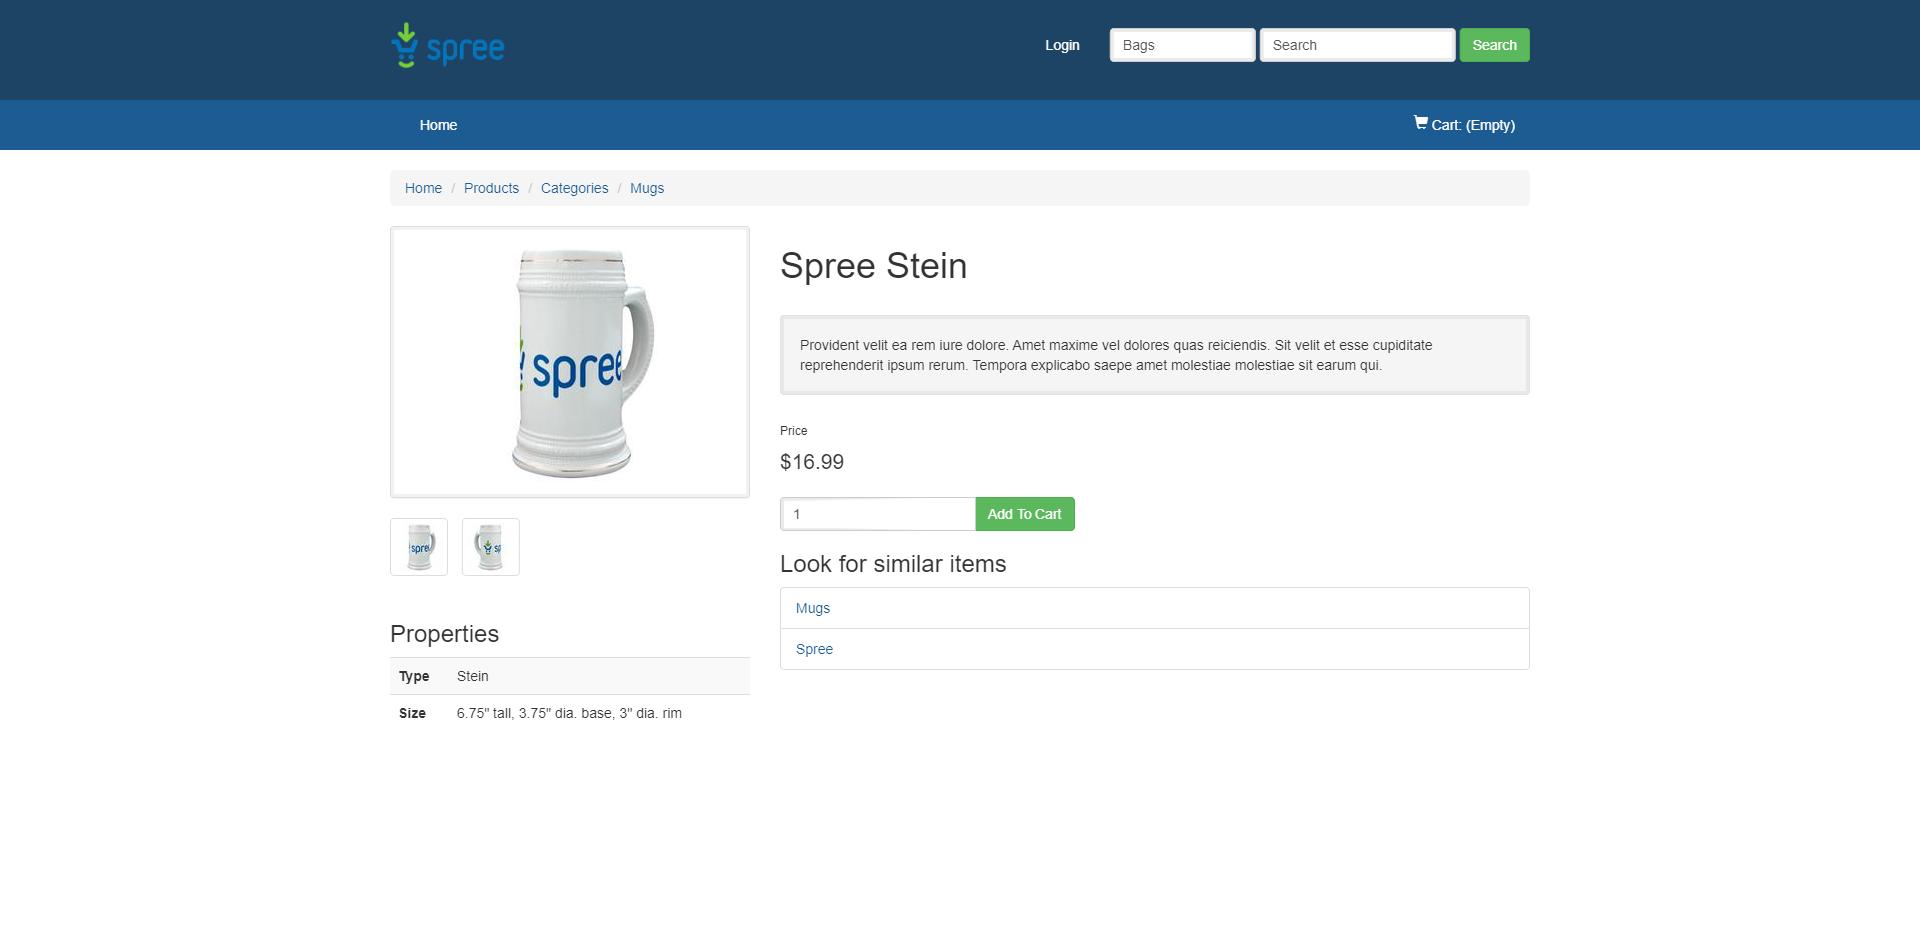 spree
Login
Bags
Search
Search
Home
Cart: (Empty)
Home / Products / Categories / Mugs
spree
spree
sp
Spree Stein
Provident velit ea rem iure dolore. Amet maxime vel dolores quas reiciendis. Sit velit et esse cupiditate
reprehenderit ipsum rerum. Tempora explicabo saepe amet molestiae molestiae sit earum qui.
Price
$16.99
1
Add To Cart
Look for similar items
Mugs
Spree
Properties
Type Stein
Size 6.75" tall, 3.75" dia. base, 3" dia. rim